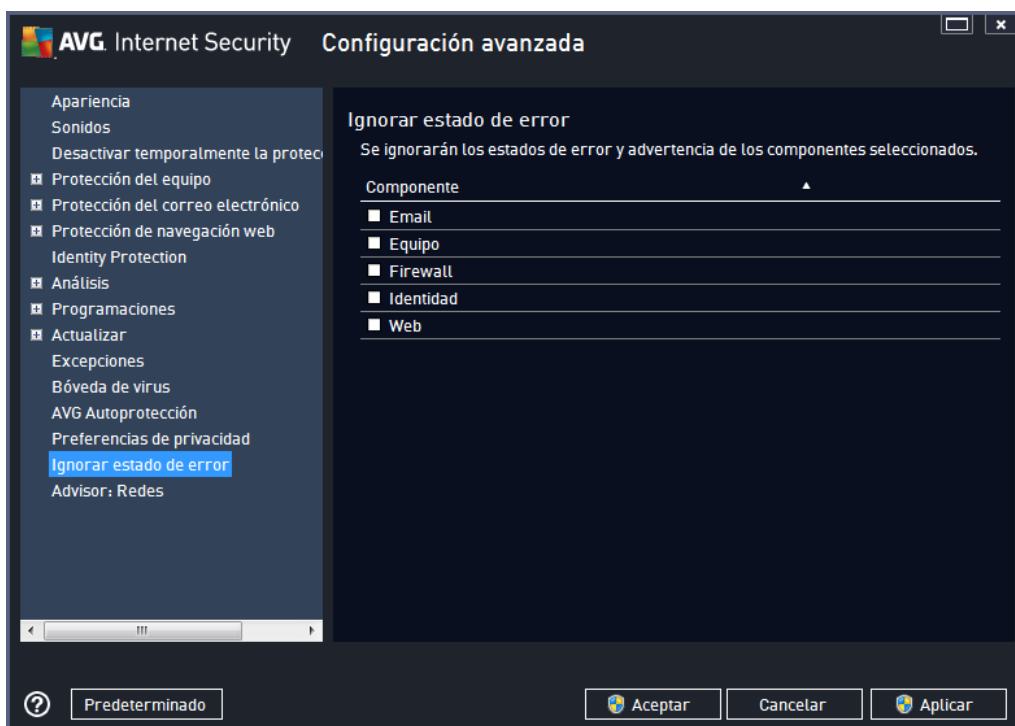 AVG. Internet Security Configuración avanzada
Apariencia
Sonidos
Desactivar temporalmente la protec
Protección del equipo
Protección del correo electrónico
Protección de navegación web
Identity Protection
Análisis
Programaciones
Actualizar
Excepciones
Bóveda de virus
AVG Autoprotección
Preferencias de privacidad
Ignorar estado de error
Advisor: Redes
Ignorar estado de error
Se ignorarán los estados de error y advertencia de los componentes seleccionados.
Componente
Email
Equipo
Firewall
Identidad
Web
Predeterminado
Aceptar
Cancelar
Aplicar